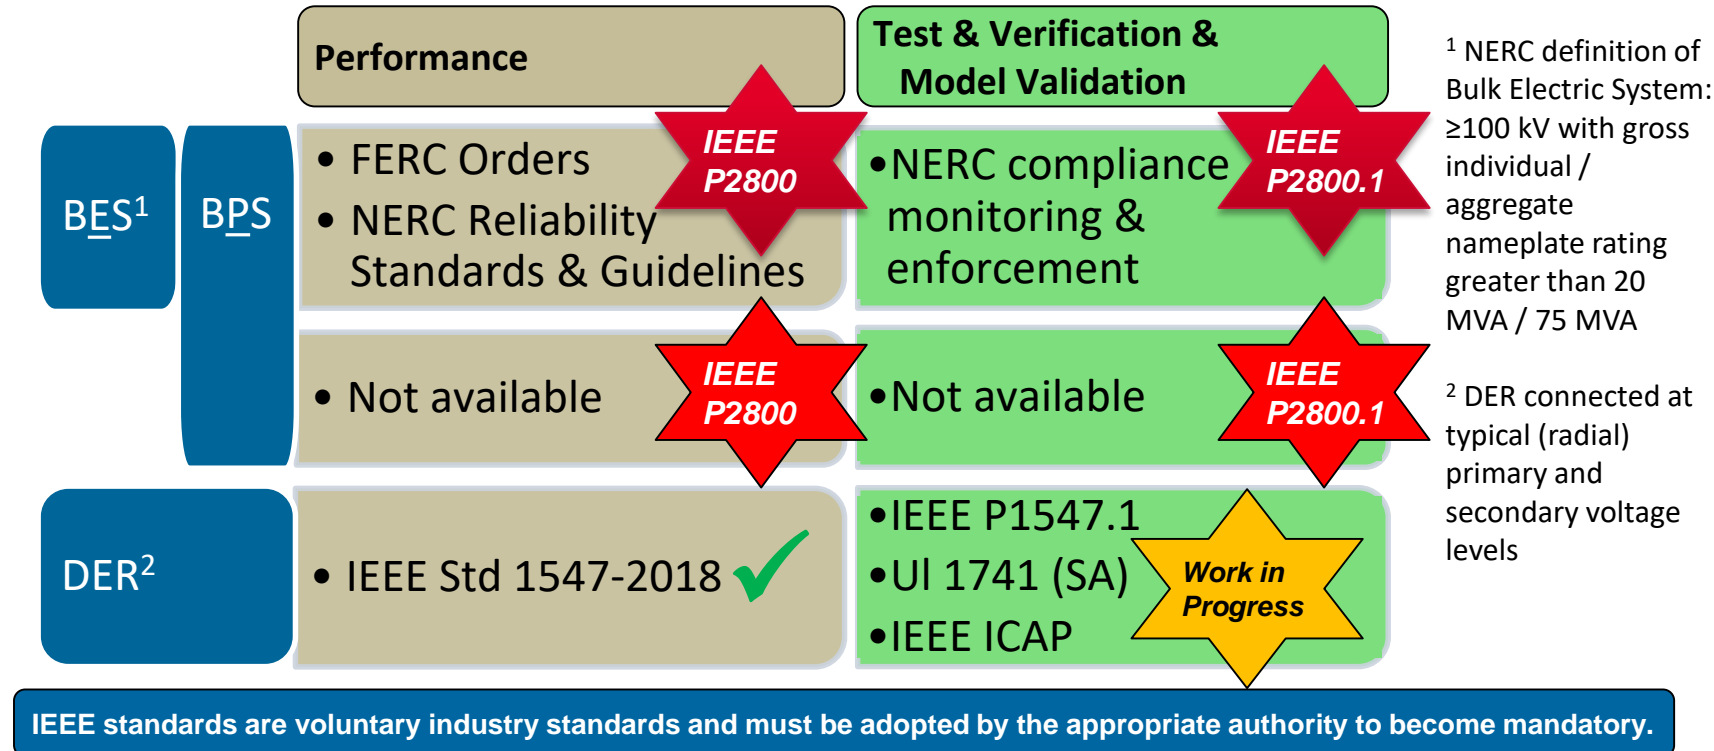 Performance
Test & Verification &
Model Validation
BES¹
BPS
• FERC Orders
• NERC Reliability
Standards & Guidelines
IEEE
P2800
•NERC compliance
monitoring &
enforcement
IEEE
P2800.1
• Not available
IEEE
P2800
•Not available
IEEE
P2800.1
DER²
• IEEE Std 1547-2018
•IEEE P1547.1
•Ul 1741 (SA)
•IEEE ICAP
Work in
Progress
¹ NERC definition of
Bulk Electric System:
≥100 kV with gross
individual /
aggregate
nameplate rating
greater than 20
MVA / 75 MVA
² DER connected at
typical (radial)
primary and
secondary voltage
levels
IEEE standards are voluntary industry standards and must be adopted by the appropriate authority to become mandatory.